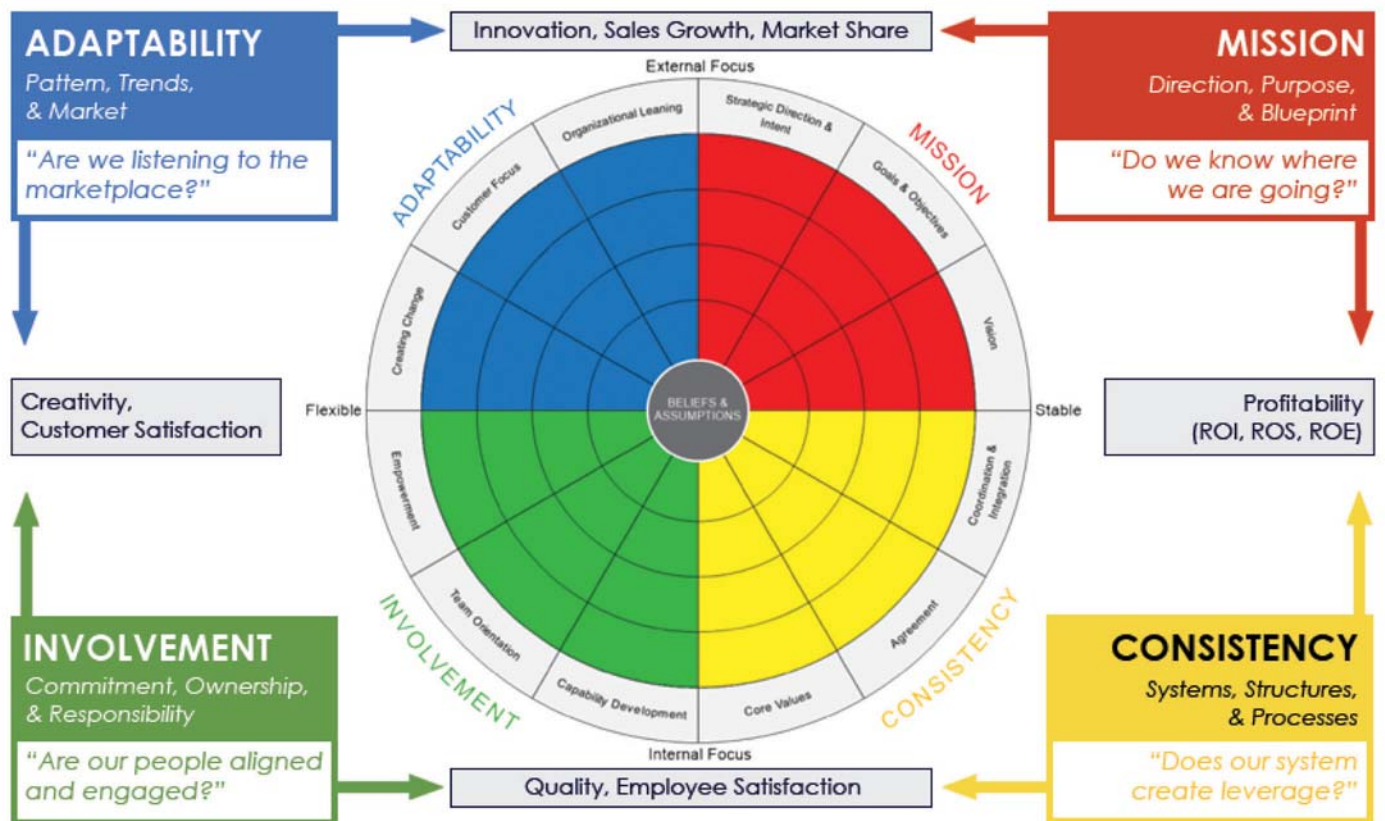 ADAPTABILITY
Pattern, Trends,
& Market
"Are we listening to the
marketplace?"
Innovation, Sales Growth, Market Share
MISSION
Direction, Purpose,
& Blueprint
"Do we know where
we are going?"
External Focus
ADAPTABILITY
MISSION
Organizational Leaning
Strategic Direction &
Intent
Customer Focus
Goals & Objectives
Creating Change
Vision
Creativity,
Customer Satisfaction
Flexible
BELIEFS &
ASSUMPTIONS
Stable
Profitability
(ROI, ROS, ROE)
Empowerment
Coordination &
Integration
Team Orientation
Agreement
Capability Development
Core Values
INVOLVEMENT
CONSISTENCY
Internal Focus
INVOLVEMENT
Commitment, Ownership,
& Responsibility
"Are our people aligned
and engaged?"
Quality, Employee Satisfaction
CONSISTENCY
Systems, Structures,
& Processes
"Does our system
create leverage?"